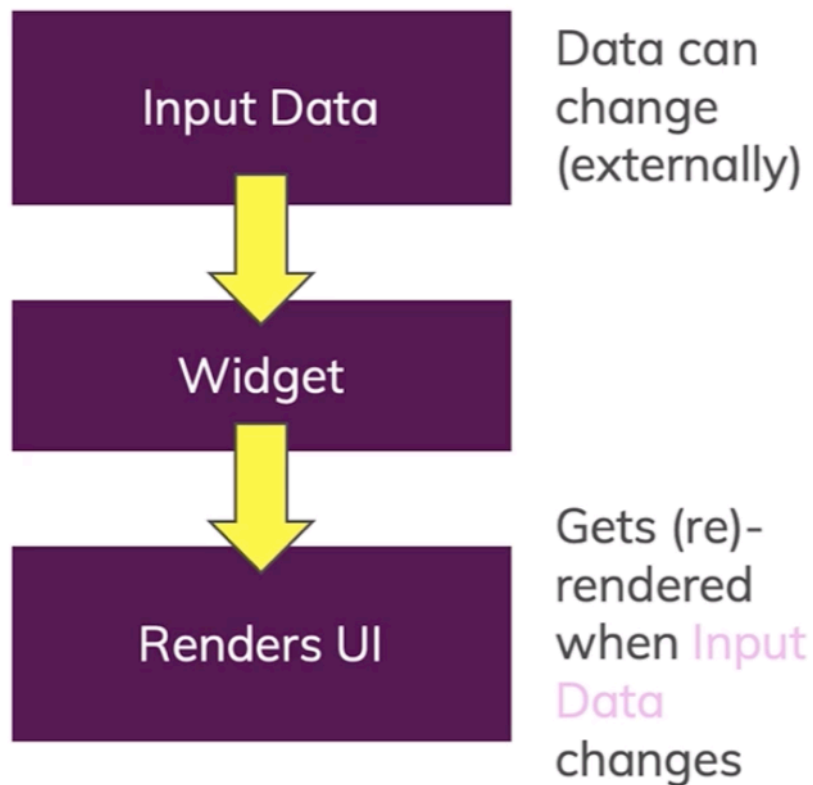 Input Data
Data can
change
(externally)
Widget
Renders UI
Gets (re)-
rendered
when Input
Data
changes